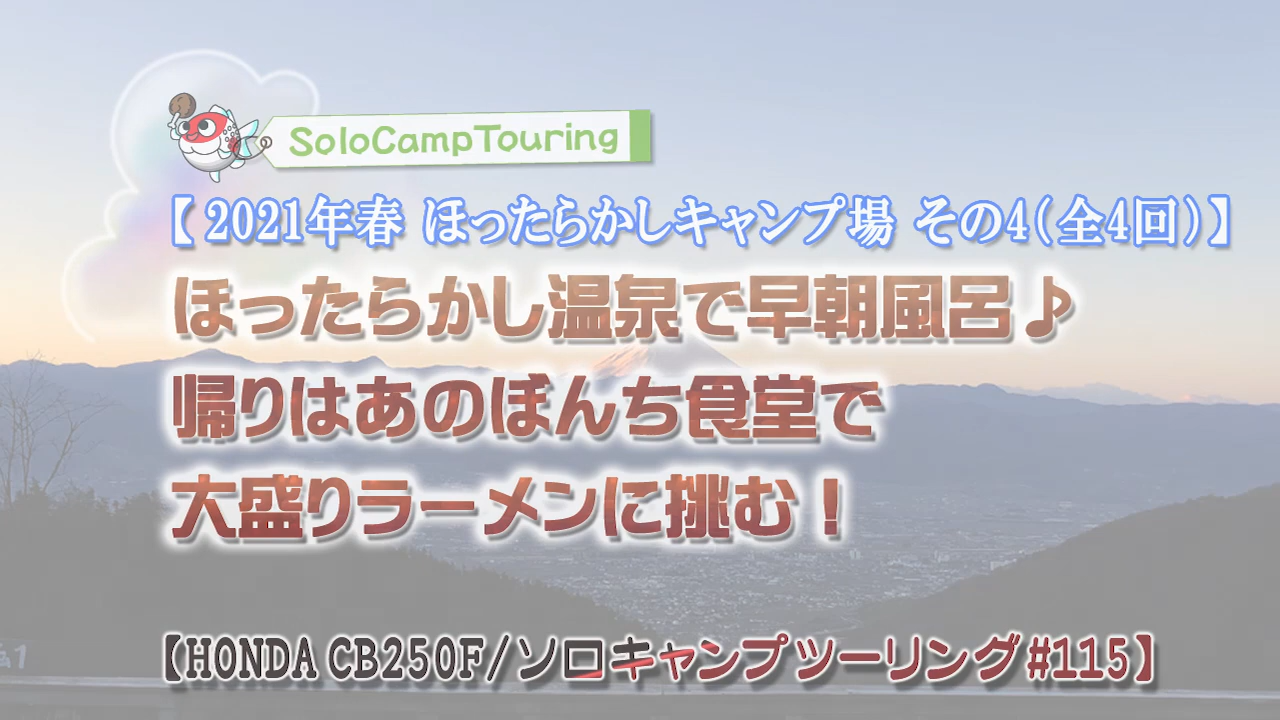 SoloCampTouring
【2021年春 ほったらかしキャンプ場 その4（全4回）】
ほったらかし温泉で早朝風呂♪
帰りはあのぼんち食堂で
大盛りラーメンに挑む！
【HONDA CB250F/ソロキャンプツーリング#115】